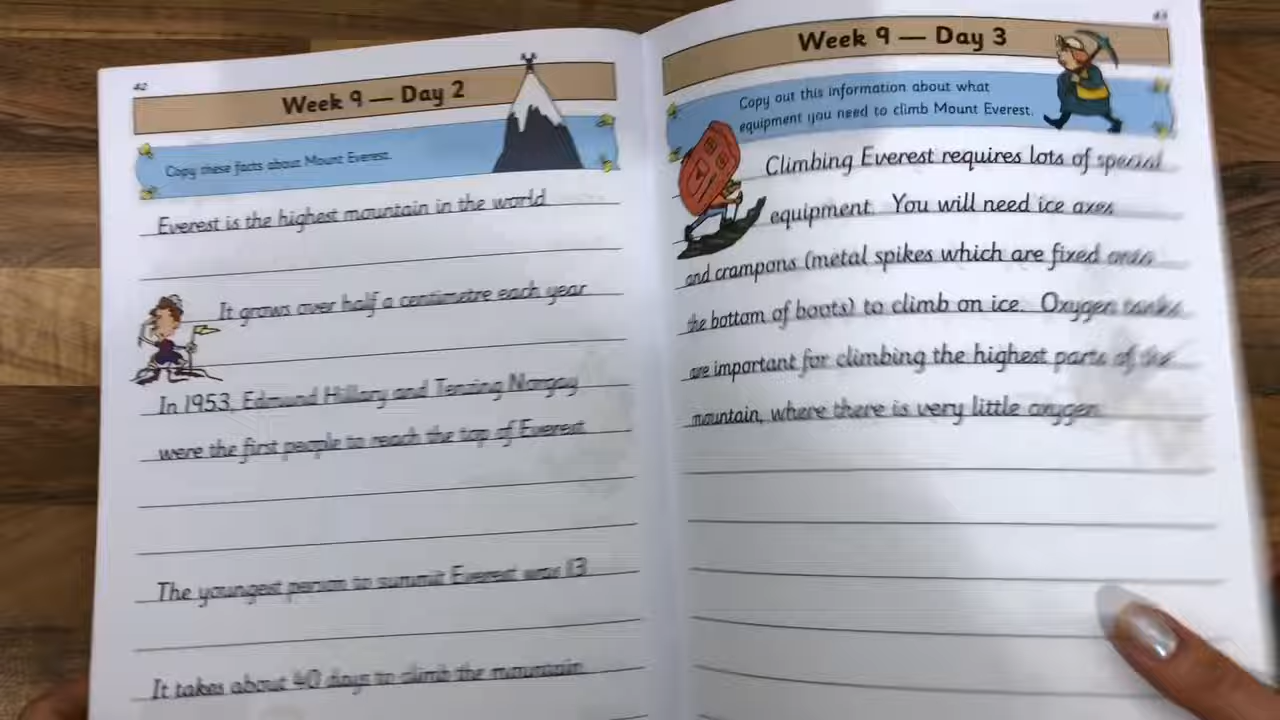 42
Week 9 — Day 2
Copy these facts about Mount Everest.
Everest is the highest mountain in the world
It grows over half a centimetre each year
In 1953, Edmund Hillary and Tenzing Norgay
were the first people to reach the top of Everest
The youngest person to summit Everest was 13
It takes about 40 days to climb the mountain
43
Week 9 — Day 3
Copy out this information about what
equipment you need to climb Mount Everest.
Climbing Everest requires lots of special
equipment. You will need ice axes
and crampons (metal spikes which are fixed onto
the bottom of boots) to climb on ice. Oxygen tanks
are important for climbing the highest parts of the
mountain, where there is very little oxygen.